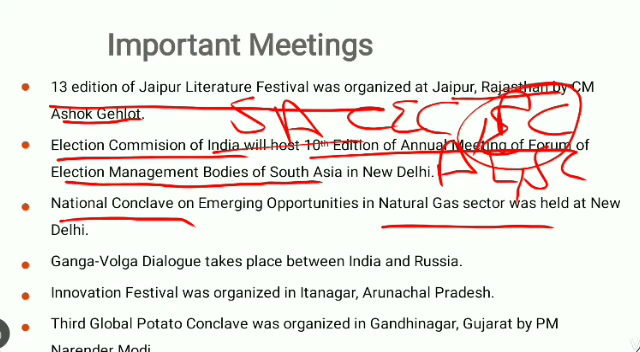 Important Meetings
13 edition of Jaipur Literature Festival was organized at Jaipur, Rajasthan by CM
Ashok Gehlot.
Election Commision of India will host 10th Edition of Annual Meeting of Forum of
Election Management Bodies of South Asia in New Delhi.
National Conclave on Emerging Opportunities in Natural Gas sector was held at New
Delhi.
Ganga-Volga Dialogue takes place between India and Russia.
Innovation Festival was organized in Itanagar, Arunachal Pradesh.
Third Global Potato Conclave was organized in Gandhinagar, Gujarat by PM
Narender Modi.